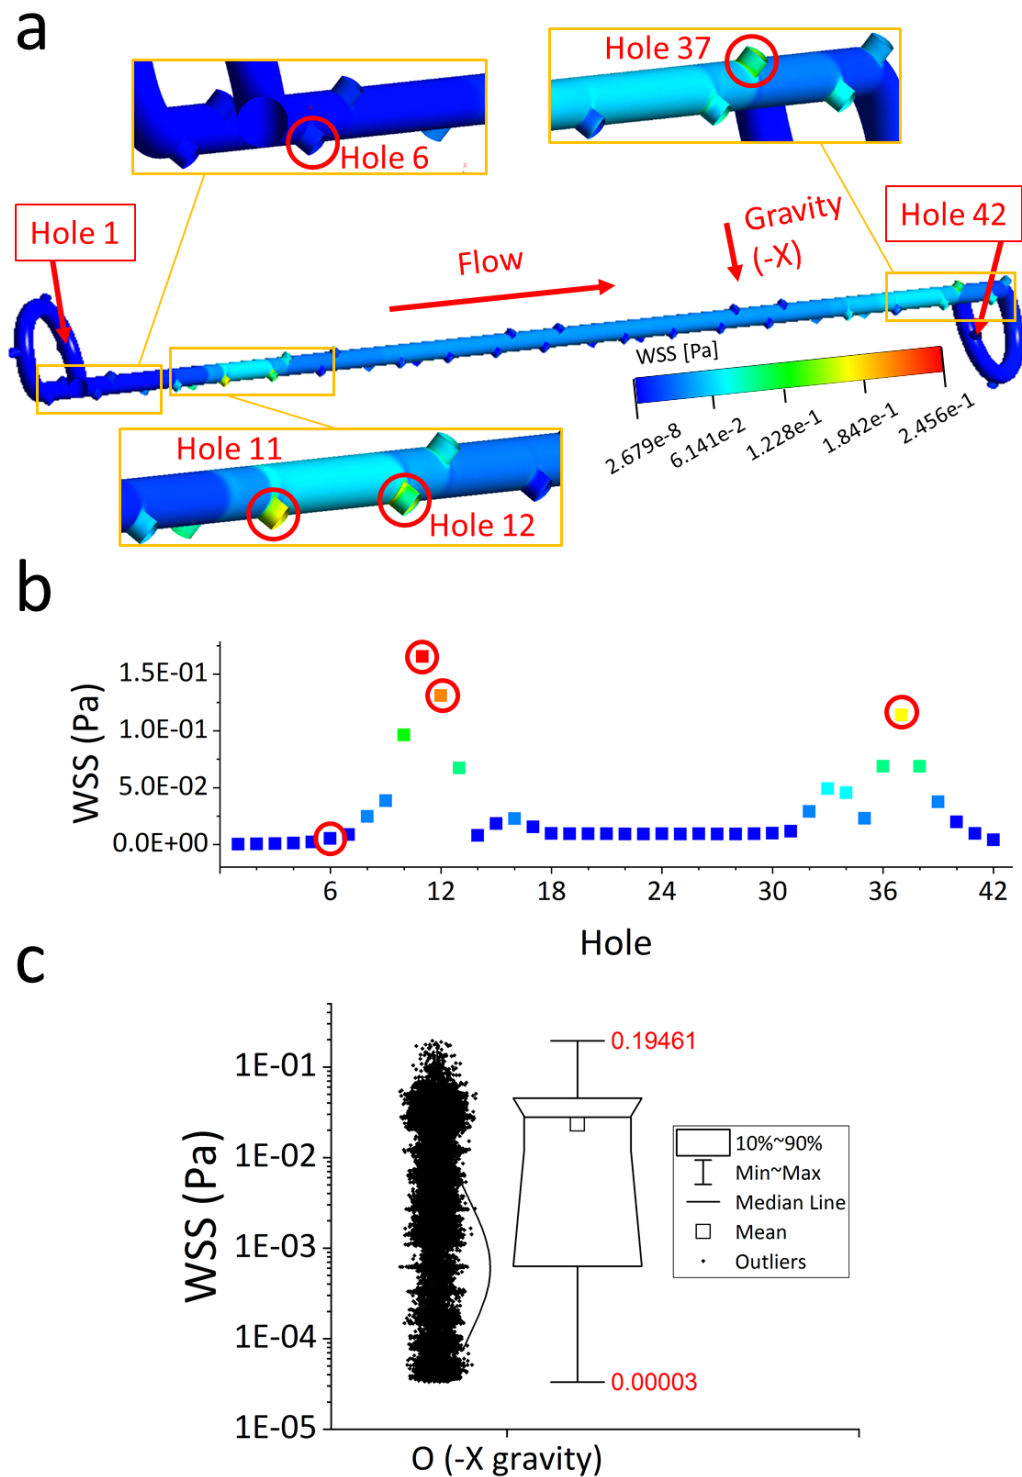 a
Hole 37
Hole 6
Hole 1
Hole 42
Gravity
(-X)
Flow
WSS [Pa]
2.679e-8
6.141e-2
1.228e-1
1.842e-1
2.456e-1
Hole 11
Hole 12
b
WSS (Pa)
1.5E-01
1.0E-01
5.0E-02
0.0E+00
6 12 18 24 30 36 42
Hole
c
WSS (Pa)
1E-01
1E-02
1E-03
1E-04
1E-05
0.19461
0.00003
10%~90%
Min~Max
Median Line
Mean
Outliers
O (-X gravity)